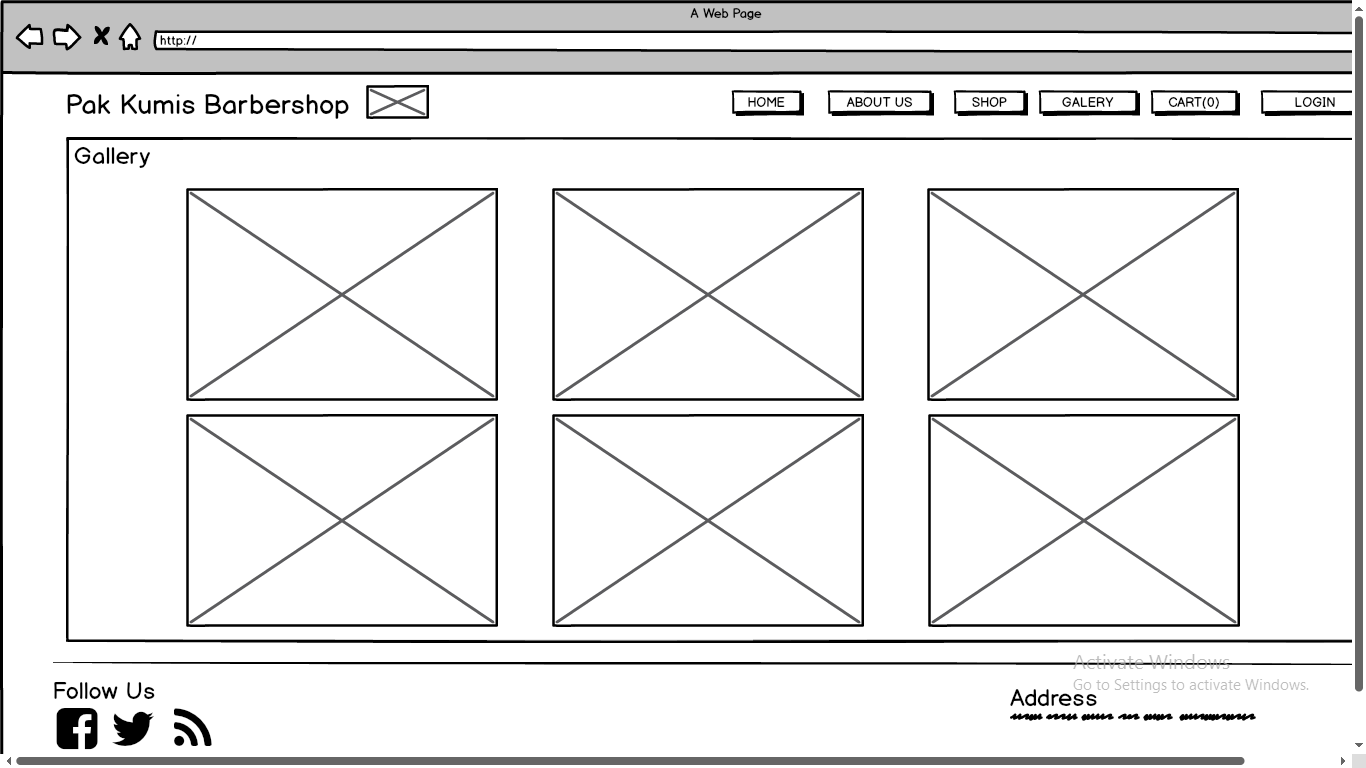 A Web Page
http://
Pak Kumis Barbershop
HOME
ABOUT US
SHOP
GALERY
CART(0)
LOGIN
Gallery
Activate Windows
Go to Settings to activate Windows.
Follow Us
Address